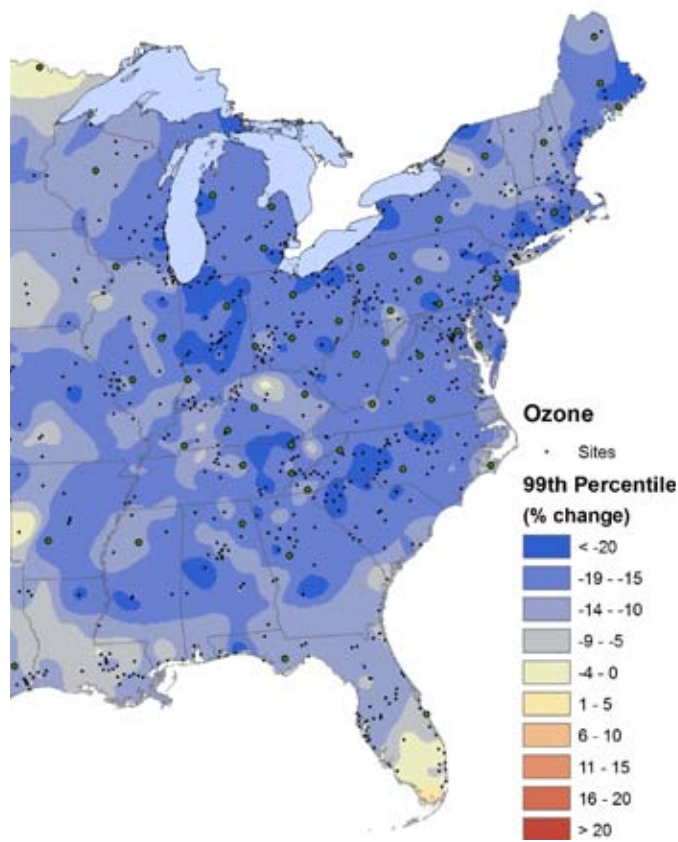 Ozone
Sites
99th Percentile
(% change)
< -20
-19 - -15
-14 - -10
-9 - -5
-4 - 0
1 - 5
6 - 10
11 - 15
16 - 20
> 20